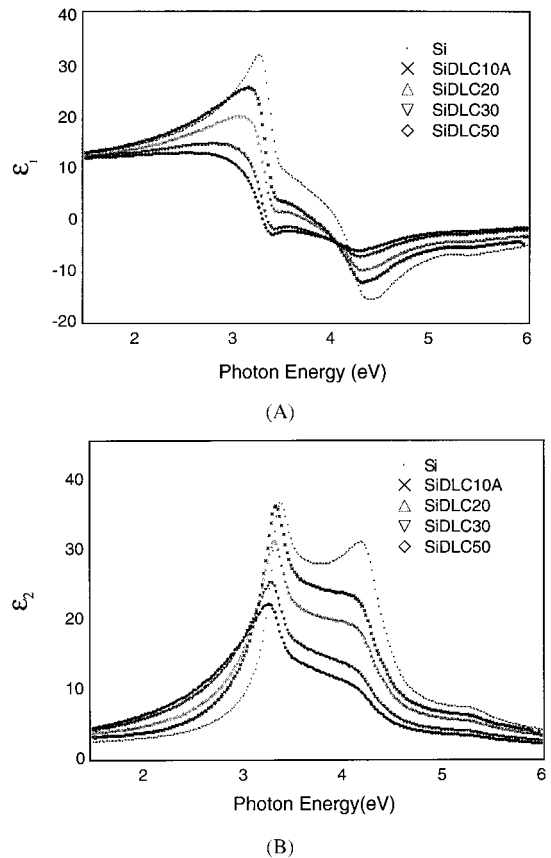 40
30
20
10
0
-10
-20
ε₁
Si
SiDLC10A
SiDLC20
SiDLC30
SiDLC50
2 3 4 5 6
Photon Energy (eV)
(A)
40
30
20
10
0
ε₂
Si
SiDLC10A
SiDLC20
SiDLC30
SiDLC50
2 3 4 5 6
Photon Energy(eV)
(B)